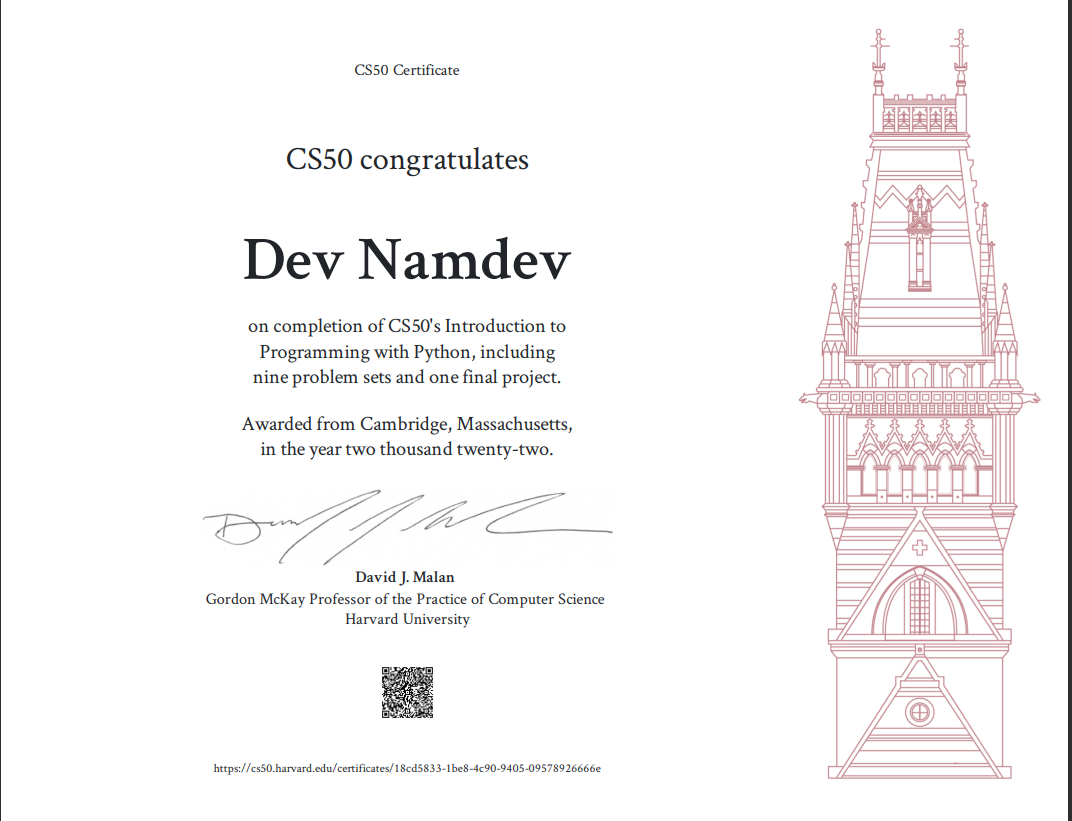 CS50 Certificate
CS50 congratulates
Dev Namdev
on completion of CS50's Introduction to
Programming with Python, including
nine problem sets and one final project.
Awarded from Cambridge, Massachusetts,
in the year two thousand twenty-two.
David J. Malan
Gordon McKay Professor of the Practice of Computer Science
Harvard University
https://cs50.harvard.edu/certificates/18cd5833-1be8-4c90-9405-09578926666e